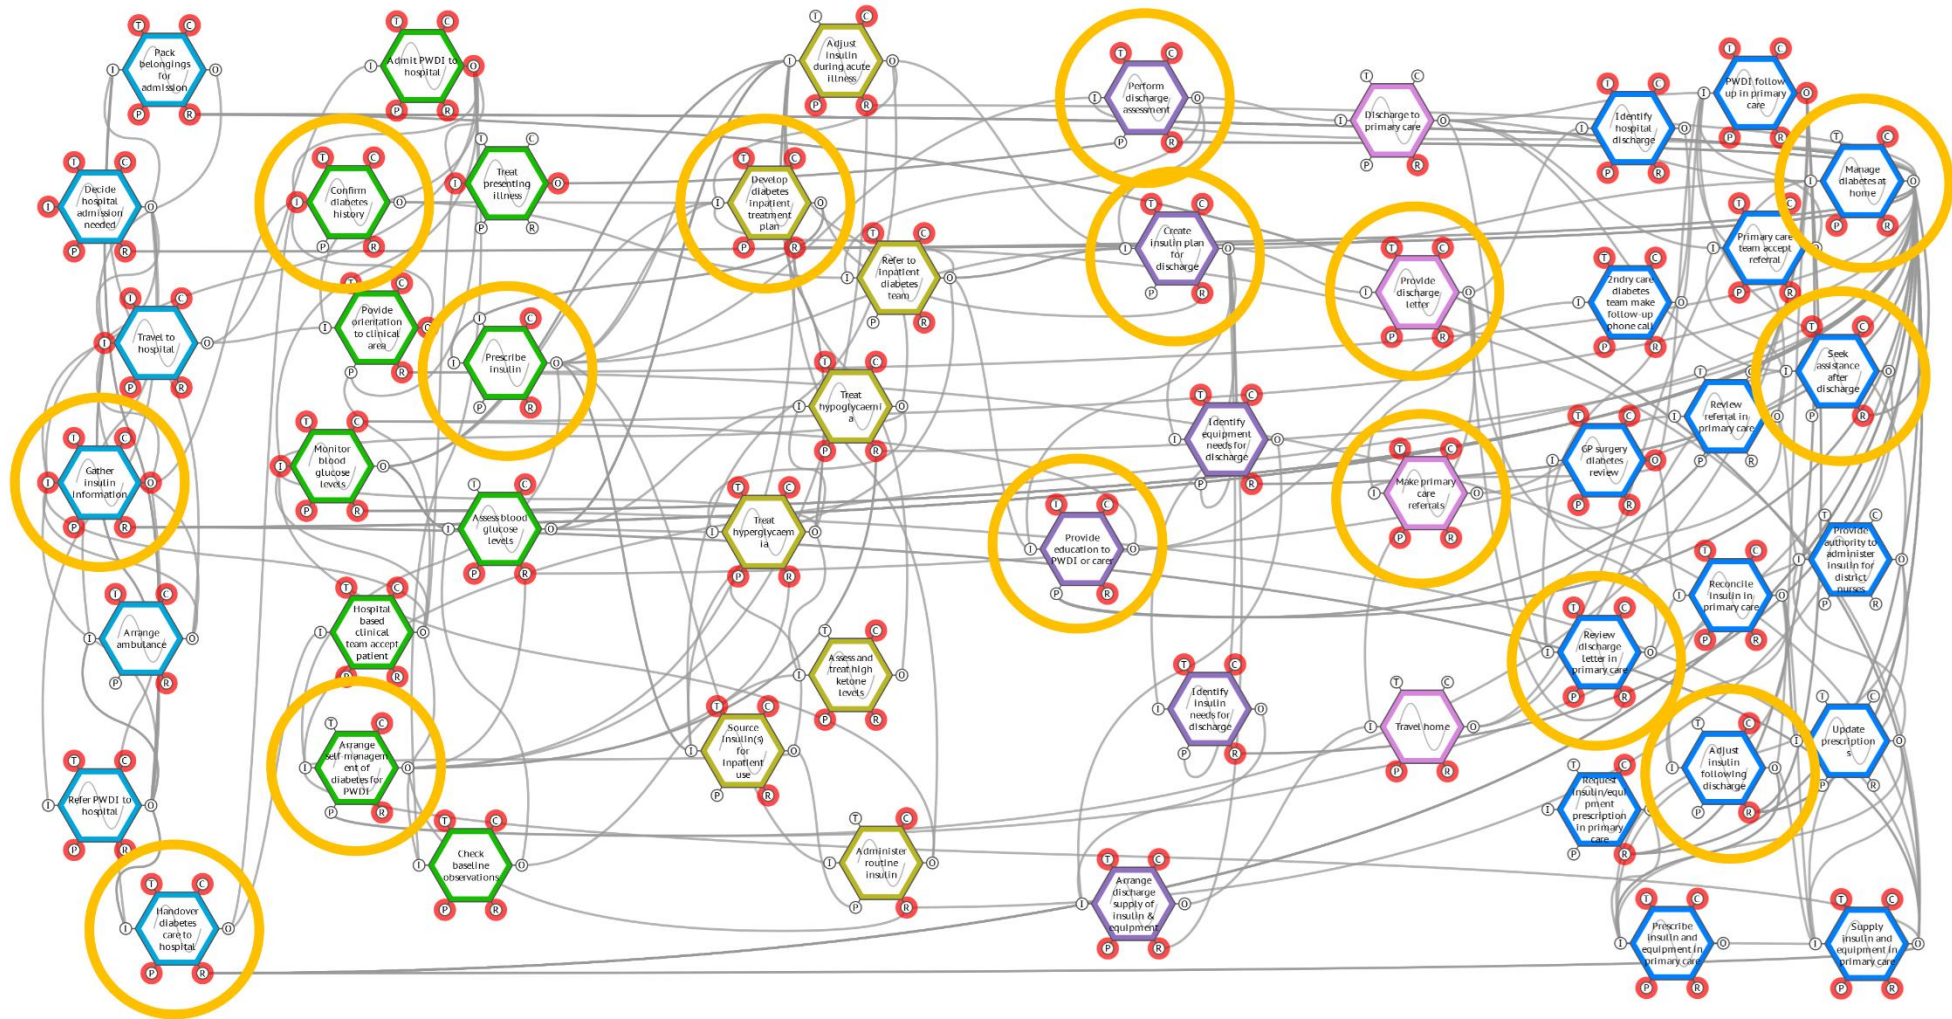 Pack
belongings
for
admission
Decide
hospital
admission
needed
Travel to
hospital
Gather
insulin
information
Arrange
ambulance
Refer PWDI to
hospital
Handover
diabetes
care to
hospital
Admit PWDI to
hospital
Confirm
diabetes
history
Treat
presenting
illness
Povide
orientation
to clinical
area
Prescribe
insulin
Monitor
blood
glucose
levels
Assess blood
glucose
levels
Hospital
based
clinical
team accept
patient
Arrange
self-managem
ent of
diabetes for
PWDI
Check
baseline
observations
Adjust
insulin
during acute
illness
Develop
diabetes
inpatient
treatment
plan
Refer to
inpatient
diabetes
team
Treat
hypoglycaemi
a
Treat
hyperglycaem
ia
Assess and
treat high
ketone
levels
Source
insulin(s)
for
inpatient
use
Administer
routine
insulin
Perform
discharge
assessment
Create
insulin plan
for
discharge
Identify
equipment
needs for
discharge
Provide
education to
PWDI or carer
Identify
insulin
needs for
discharge
Arrange
discharge
supply of
insulin &
equipment
Discharge to
primary care
Provide
discharge
letter
Make primary
care
referrals
Travel home
Identify
hospital
discharge
PWDI follow
up in primary
care
Manage
diabetes at
home
Primary care
team accept
referral
2ndry care
diabetes
team make
follow-up
phone call
Seek
assistance
after
discharge
Review
referral in
primary care
GP surgery
diabetes
review
Provide
authority to
administer
insulin for
district
nurses
Reconcile
insulin in
primary care
Review
discharge
letter in
primary care
Update
prescription
s
Adjust
insulin
following
discharge
Request
insulin/equi
pment
prescription
in primary
care
Prescribe
insulin and
equipment in
primary care
Supply
insulin and
equipment in
primary care